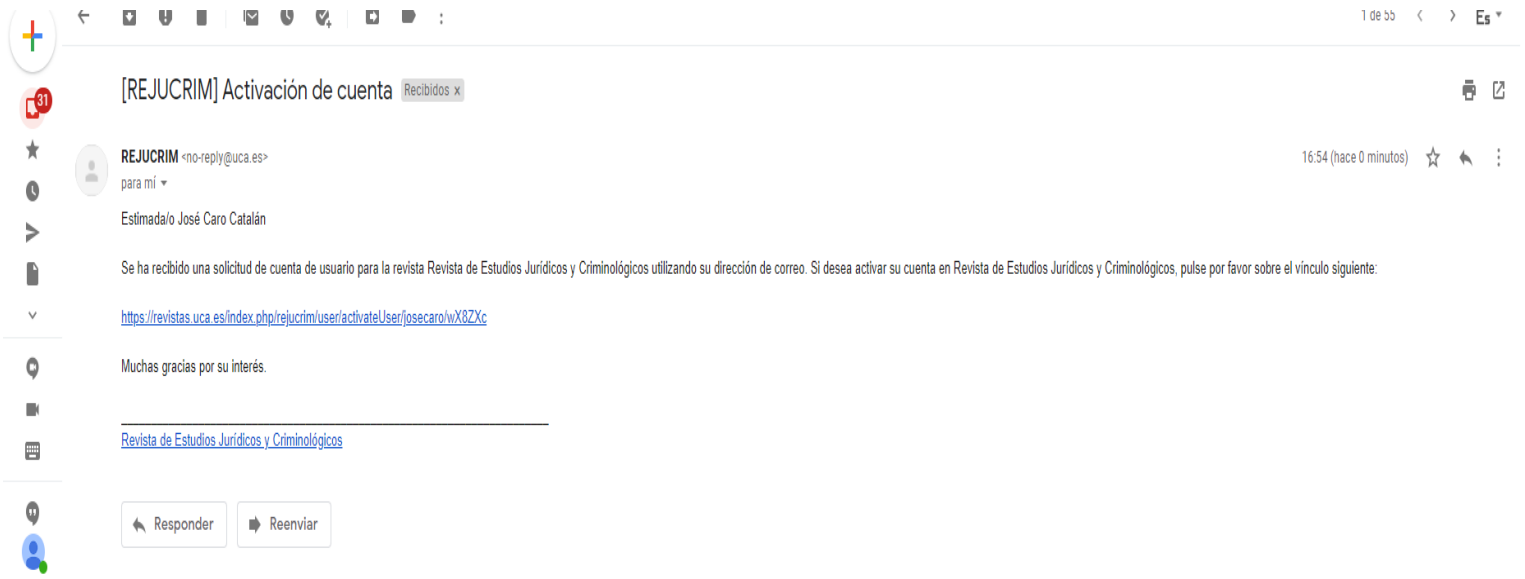 1 de 55
Es
[REJUCRIM] Activación de cuenta Recibidos x
31
REJUCRIM <no-reply@uca.es>
16:54 (hace 0 minutos)
para mí
Estimada/o José Caro Catalán
Se ha recibido una solicitud de cuenta de usuario para la revista Revista de Estudios Jurídicos y Criminológicos utilizando su dirección de correo. Si desea activar su cuenta en Revista de Estudios Jurídicos y Criminológicos, pulse por favor sobre el vínculo siguiente:
https://revistas.uca.es/index.php/rejucrim/user/activateUser/josecaro/wX8ZXc
Muchas gracias por su interés.
Revista de Estudios Jurídicos y Criminológicos
Responder
Reenviar